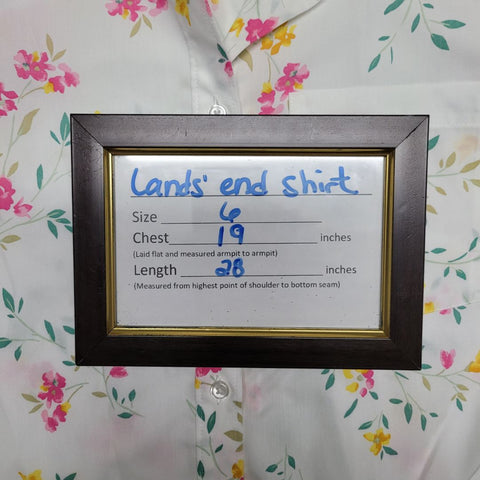 Lands' end Shirt
Size 6
Chest 19 inches
(Laid flat and measured armpit to armpit)
Length 28 inches
(Measured from highest point of shoulder to bottom seam)